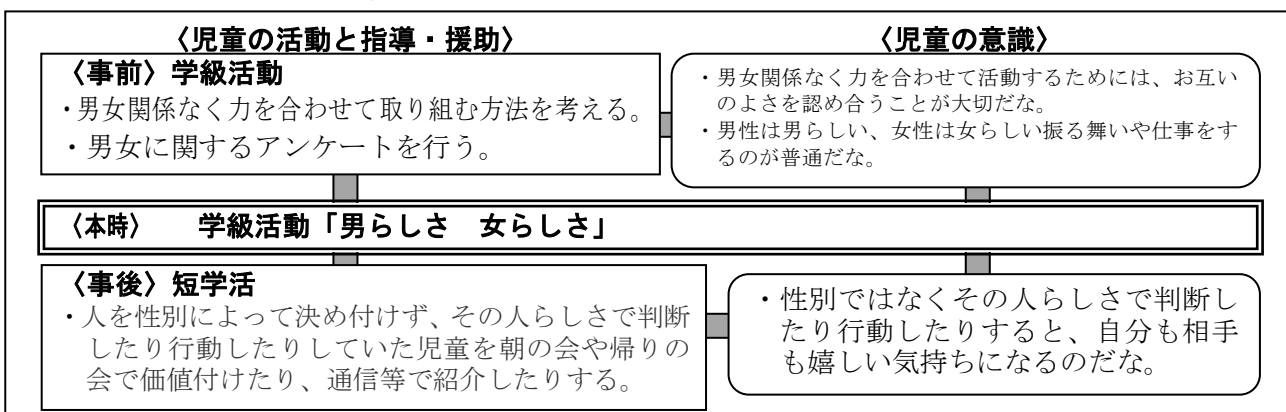 〈児童の活動と指導・援助〉
〈児童の意識〉
〈事前〉学級活動
・男女関係なく力を合わせて取り組む方法を考える。
・男女に関するアンケートを行う。
・男女関係なく力を合わせて活動するためには、お互い
のよさを認め合うことが大切だな。
・男性は男らしい、女性は女らしい振る舞いや仕事をす
るのが普通だな。
〈本時〉 学級活動「男らしさ 女らしさ」
〈事後〉短学活
・人を性別によって決め付けず、その人らしさで判断
したり行動したりしていた児童を朝の会や帰りの
会で価値付けたり、通信等で紹介したりする。
・性別ではなくその人らしさで判断し
たり行動したりすると、自分も相手
も嬉しい気持ちになるのだな。